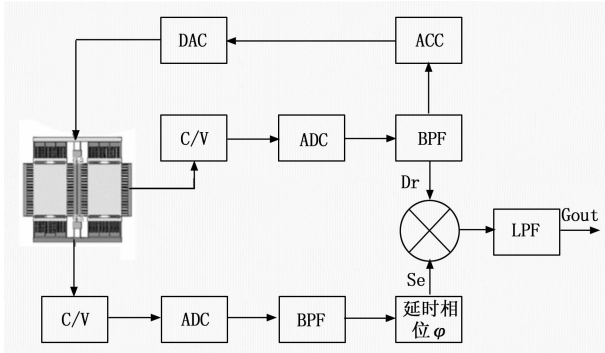 DAC
ACC
C/V
ADC
BPF
Dr
Gout
LPF
Se
C/V
ADC
BPF
延时相
位φ